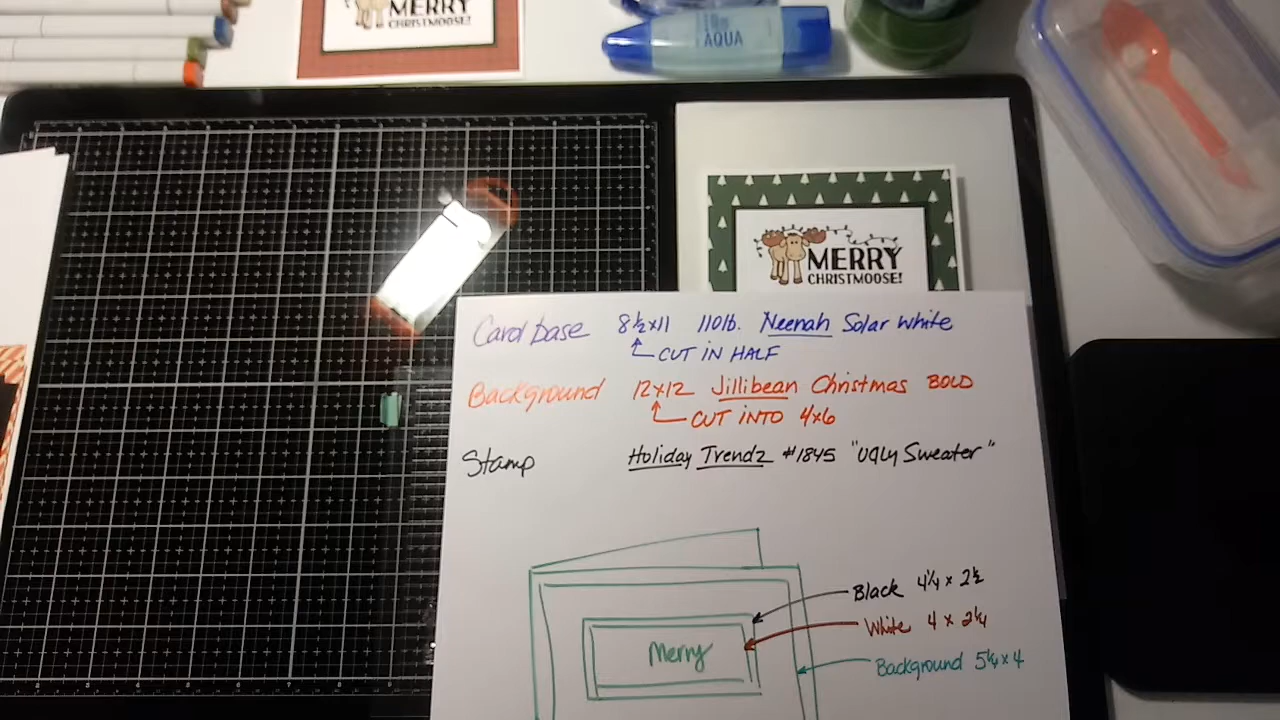 MERRY
CHRISTMOOSE!
AQUA
MERRY
CHRISTMOOSE!
Card base 8½x11 110lb. Neenah Solar White
CUT IN HALF
Background 12x12 Jillibean Christmas BOLD
CUT INTO 4x6
Stamp Holiday Trendz #1845 "Ugly Sweater"
Black 4¼ x 2½
White 4 x 2¼
Merry
Background 5¼ x 4